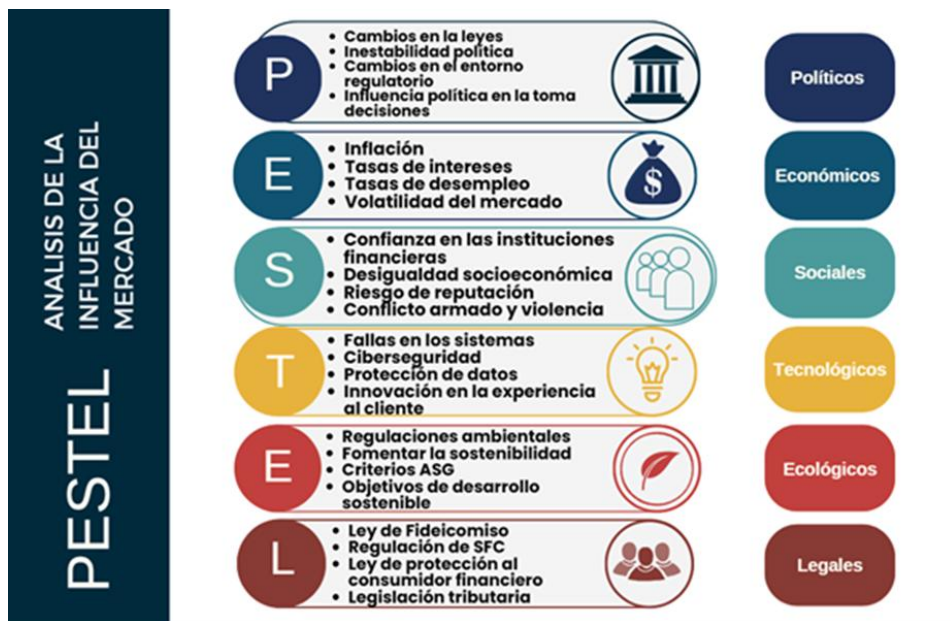 ANALISIS DE LA
INFLUENCIA DEL
MERCADO
PESTEL
P
• Cambios en la leyes
• Inestabilidad política
• Cambios en el entorno
regulatorio
• Influencia política en la toma
decisiones
Políticos
E
• Inflación
• Tasas de intereses
• Tasas de desempleo
• Volatilidad del mercado
$
Económicos
S
• Confianza en las instituciones
financieras
• Desigualdad socioeconómica
• Riesgo de reputación
• Conflicto armado y violencia
Sociales
T
• Fallas en los sistemas
• Ciberseguridad
• Protección de datos
• Innovación en la experiencia
al cliente
Tecnológicos
E
• Regulaciones ambientales
• Fomentar la sostenibilidad
• Criterios ASG
• Objetivos de desarrollo
sostenible
Ecológicos
L
• Ley de Fideicomiso
• Regulación de SFC
• Ley de protección al
consumidor financiero
• Legislación tributaria
Legales